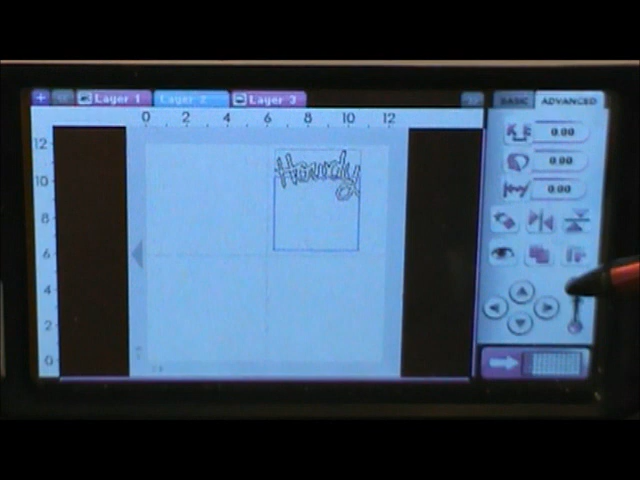 Layer 1 Layer 2 Layer 3
BASIC ADVANCED
0 2 4 6 8 10 12
12
10
8
6
4
2
0
0.00
0.00
0.00
Howdy